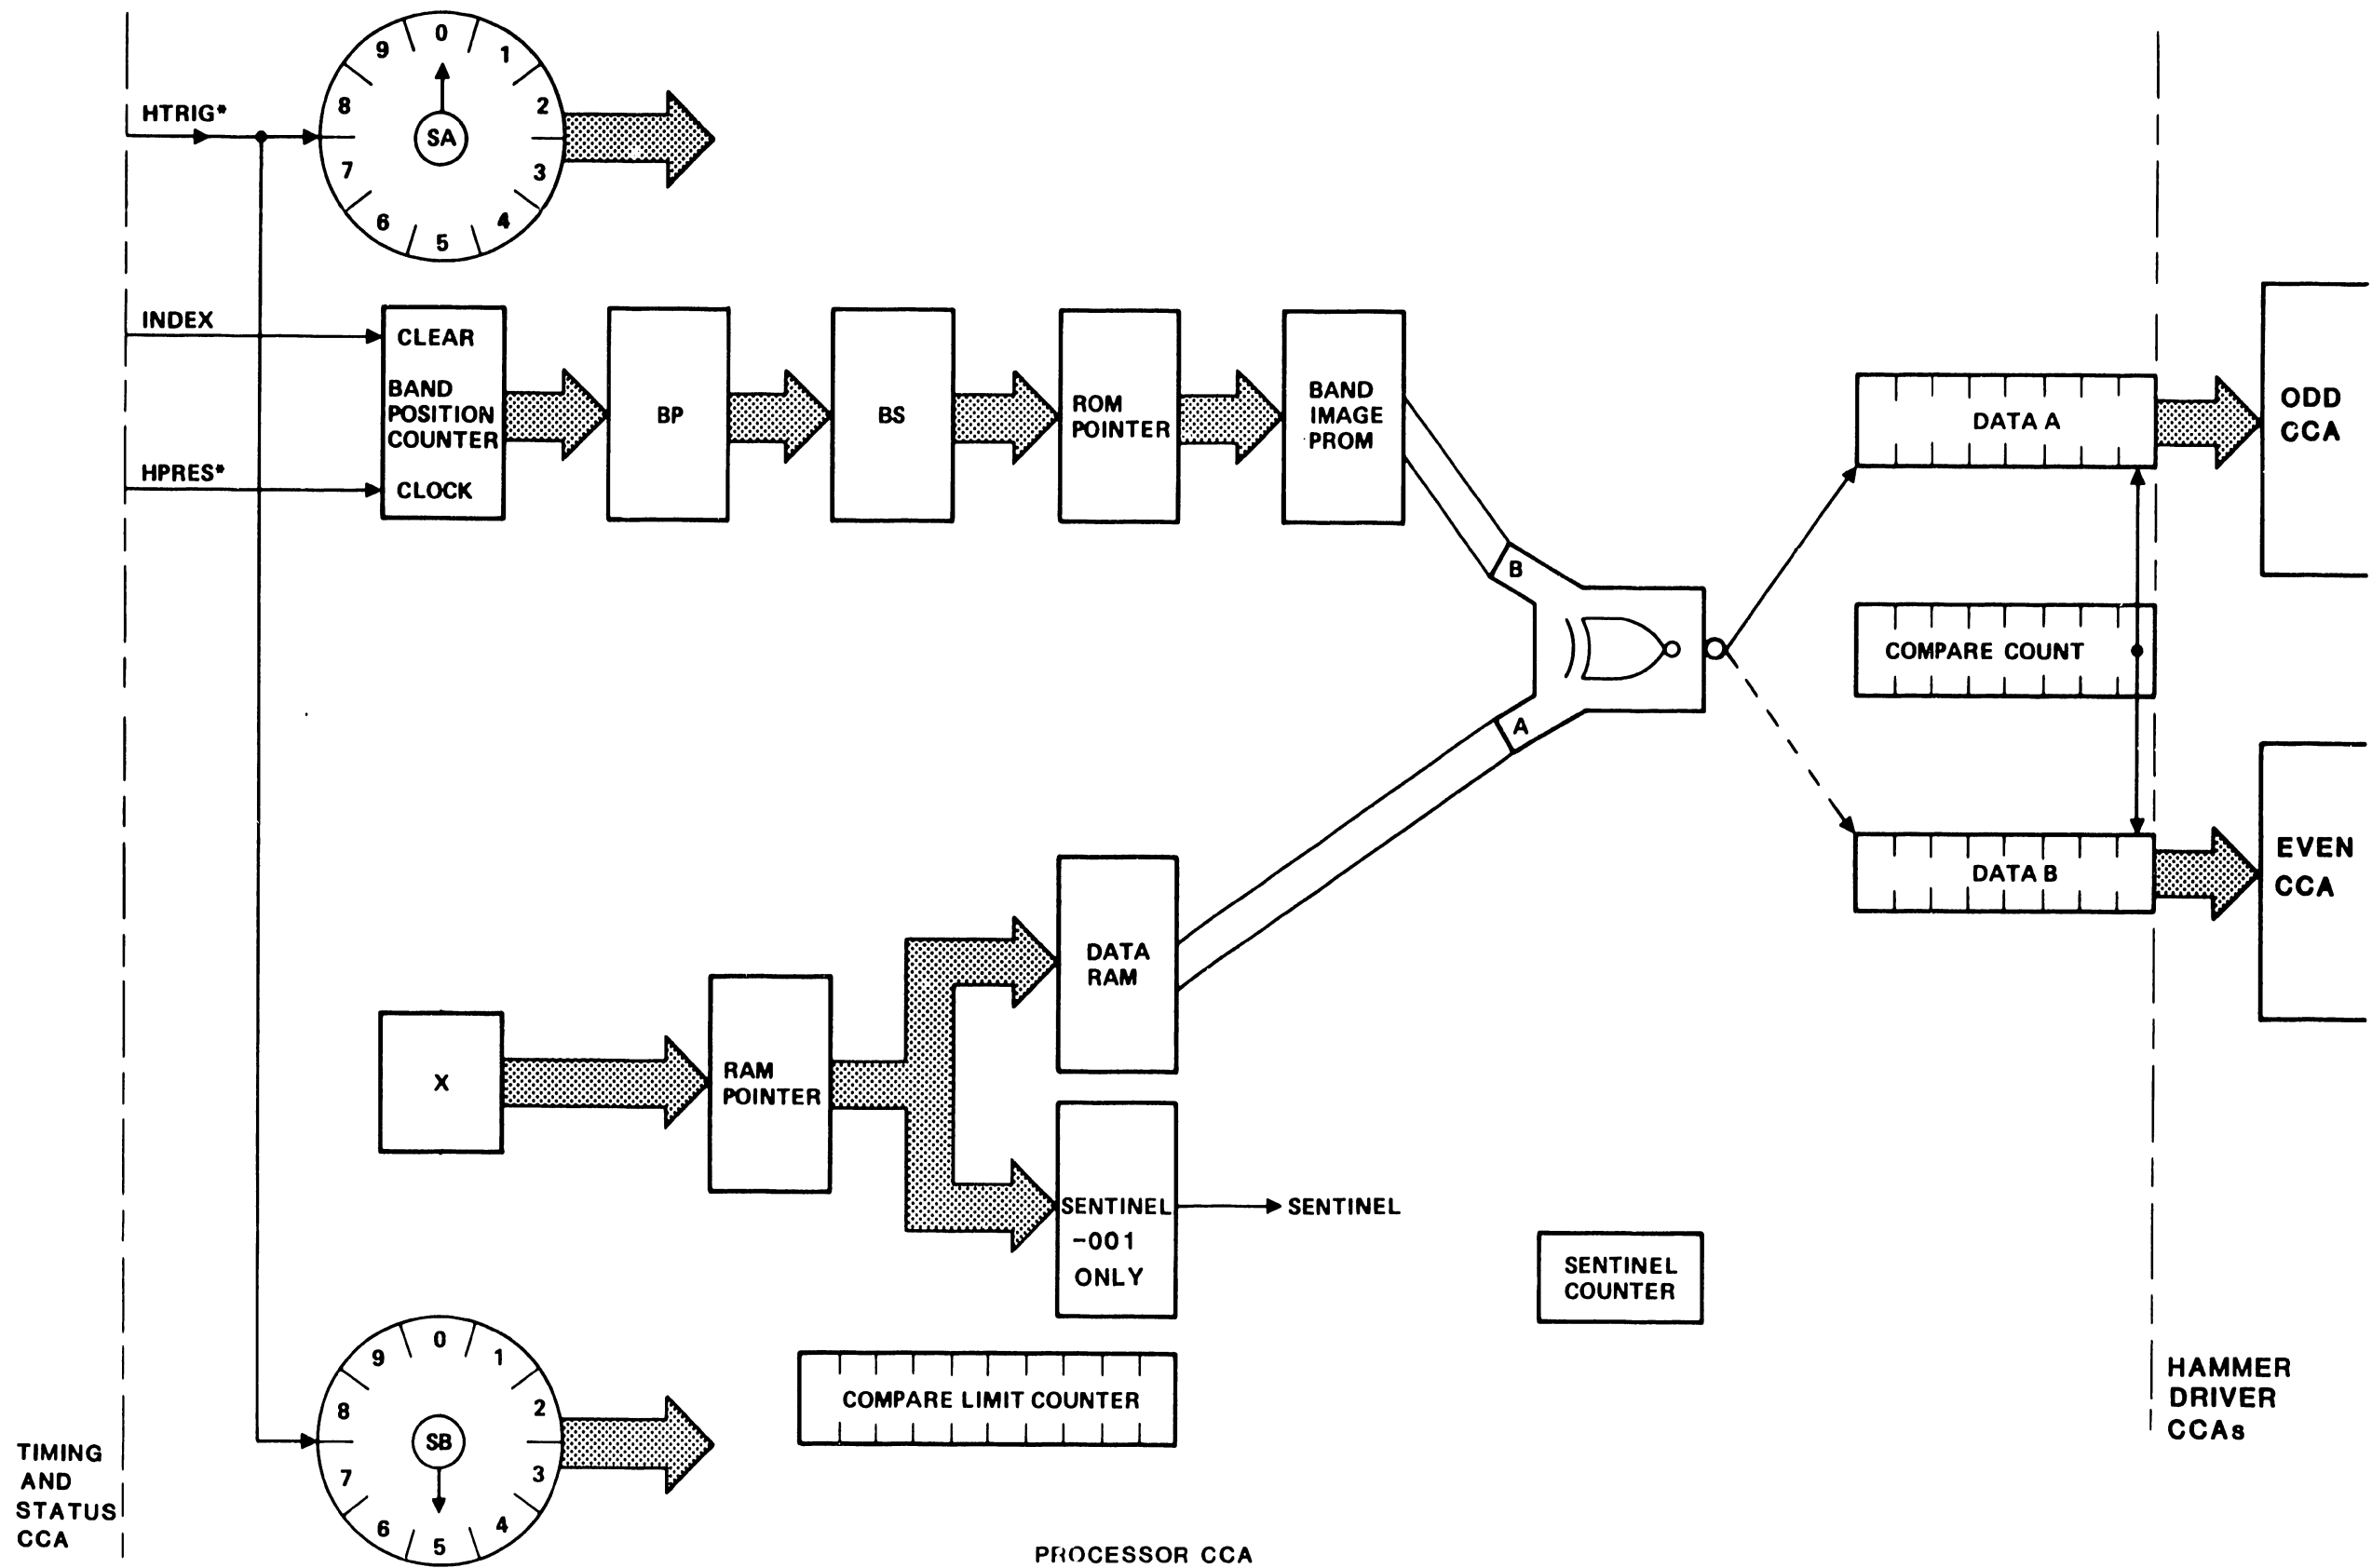 0
1
2
3
4
5
6
7
8
9
SA
HTRIG*
INDEX
HPRES*
CLEAR
BAND
POSITION
COUNTER
CLOCK
BP
BS
ROM
POINTER
BAND
IMAGE
PROM
B
A
DATA A
ODD
CCA
COMPARE COUNT
DATA B
EVEN
CCA
X
RAM
POINTER
DATA
RAM
SENTINEL
-001
ONLY
SENTINEL
SENTINEL
COUNTER
COMPARE LIMIT COUNTER
0
1
2
3
4
5
6
7
8
9
SB
TIMING
AND
STATUS
CCA
PROCESSOR CCA
HAMMER
DRIVER
CCAs